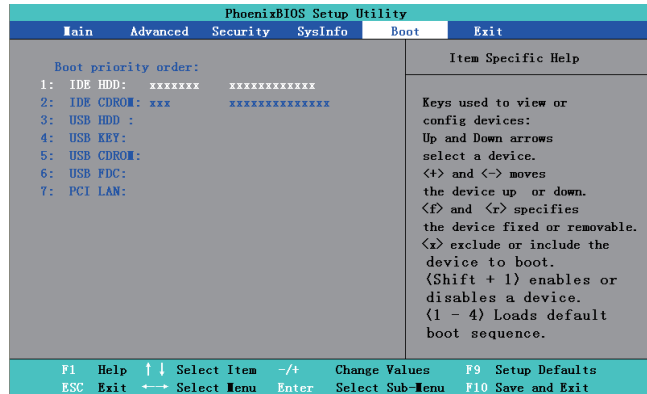 PhoenixBIOS Setup Utility
Main Advanced Security SysInfo Boot Exit
Item Specific Help
Boot priority order:
1: IDE HDD: xxxxxxx xxxxxxxxxxxx
2: IDE CDROM: xxx xxxxxxxxxxxxxx
3: USB HDD :
4: USB KEY:
5: USB CDROM:
6: USB FDC:
7: PCI LAN:
Keys used to view or
config devices:
Up and Down arrows
select a device.
<+> and <-> moves
the device up or down.
<f> and <r> specifies
the device fixed or removable.
<x> exclude or include the
device to boot.
<Shift + 1> enables or
disables a device.
<1 - 4> Loads default
boot sequence.
F1 Help ↑↓ Select Item -/+ Change Values F9 Setup Defaults
ESC Exit ←→ Select Menu Enter Select Sub-Menu F10 Save and Exit